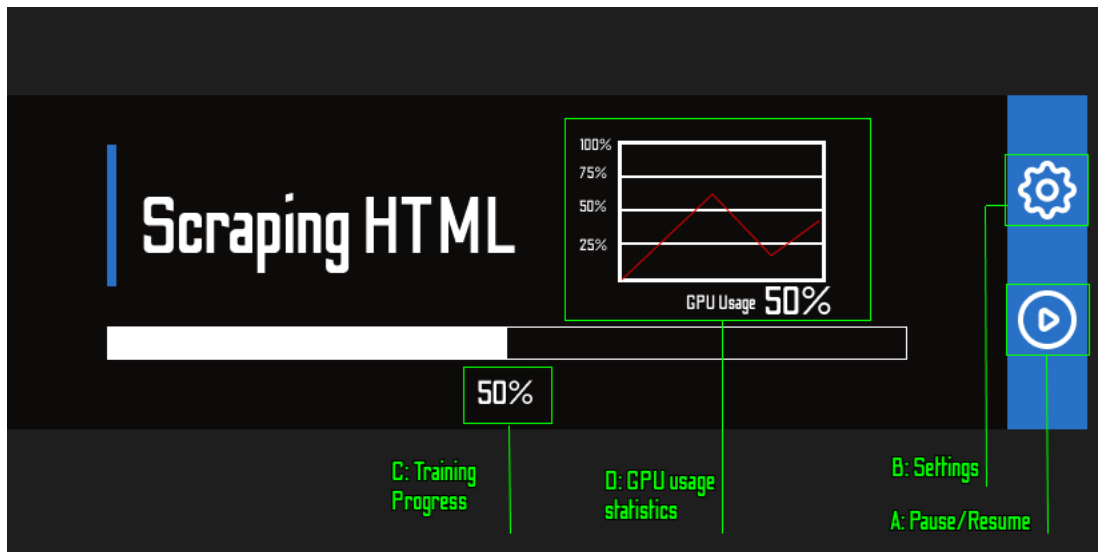 100%
75%
50%
25%
Scraping HTML
GPU Usage 50%
50%
C: Training
Progress
D: GPU usage
statistics
B: Settings
A: Pause/Resume